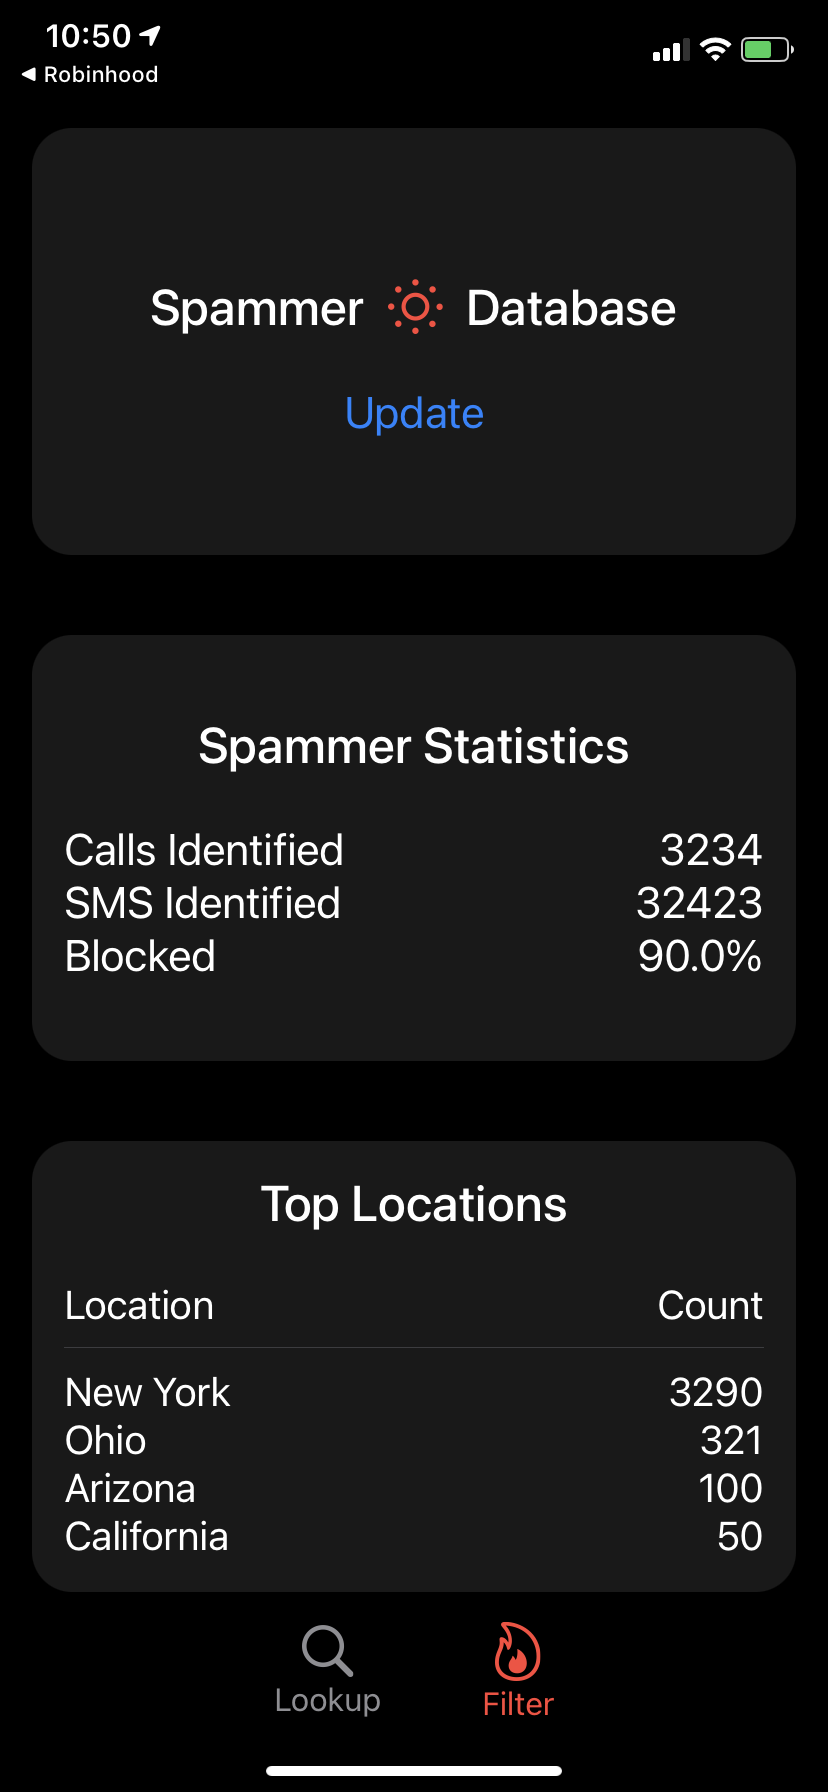 10:50
Robinhood
Spammer Database
Update
Spammer Statistics
Calls Identified 3234
SMS Identified 32423
Blocked 90.0%
Top Locations
Location Count
New York 3290
Ohio 321
Arizona 100
California 50
Lookup Filter